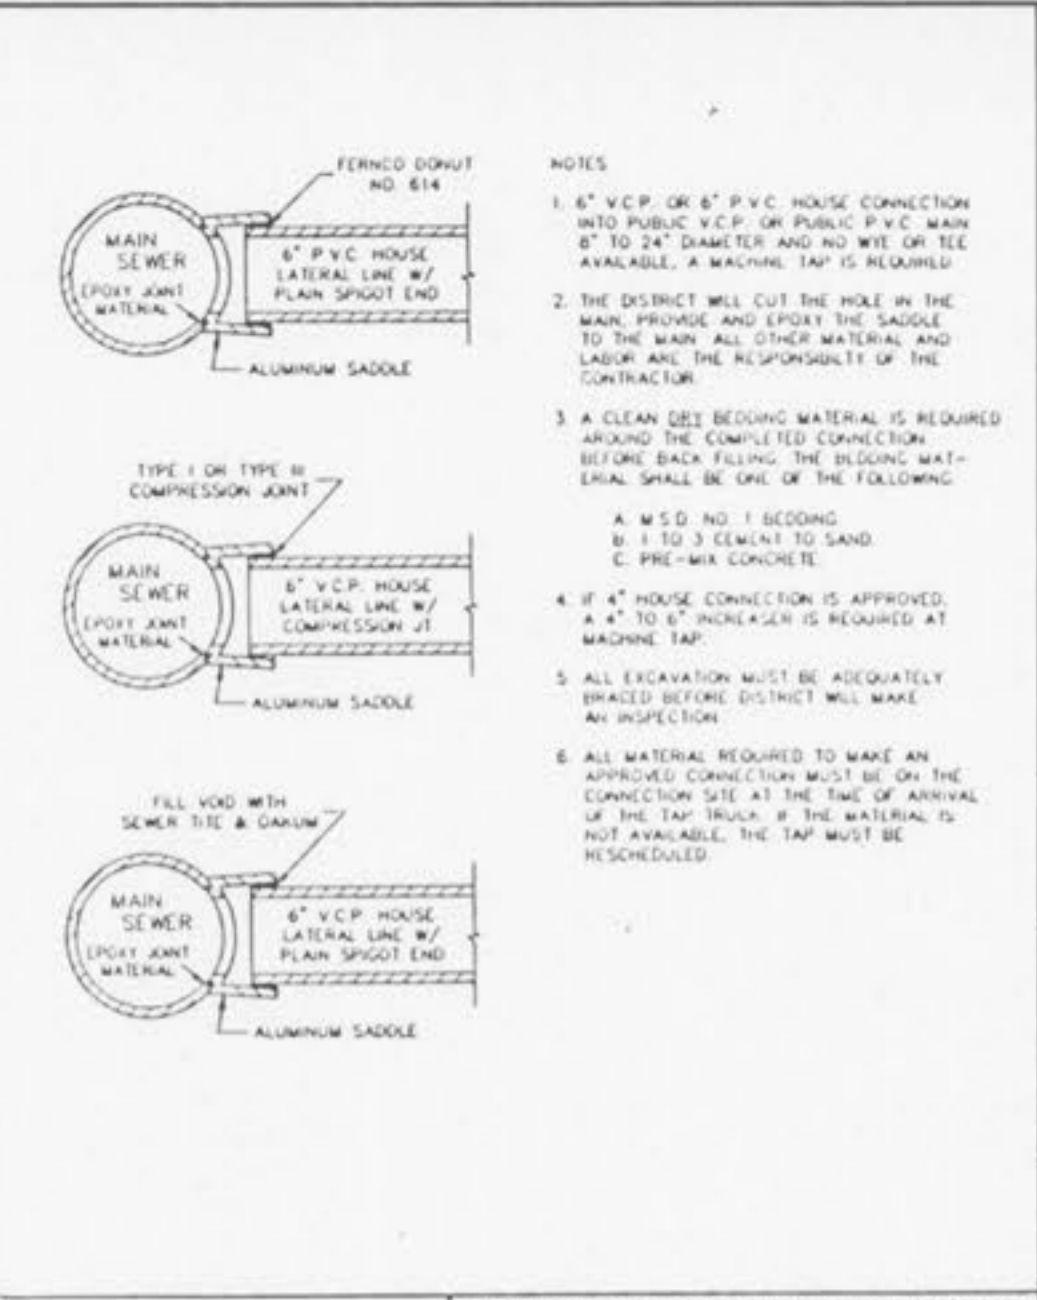 FERNCO DONUT
NO. 614
MAIN
SEWER
EPOXY JOINT
MATERIAL
6" P.V.C. HOUSE
LATERAL LINE W/
PLAIN SPIGOT END
ALUMINUM SADDLE
TYPE I OR TYPE III
COMPRESSION JOINT
MAIN
SEWER
EPOXY JOINT
MATERIAL
6" V.C.P. HOUSE
LATERAL LINE W/
COMPRESSION JT.
ALUMINUM SADDLE
FILL VOID WITH
SEWER TITE & OAKUM
MAIN
SEWER
EPOXY JOINT
MATERIAL
6" V.C.P. HOUSE
LATERAL LINE W/
PLAIN SPIGOT END
ALUMINUM SADDLE
NOTES
1. 6" V.C.P. OR 6" P.V.C. HOUSE CONNECTION
INTO PUBLIC V.C.P. OR PUBLIC P.V.C. MAIN
8" TO 24" DIAMETER AND NO WYE OR TEE
AVAILABLE, A MACHINE TAP IS REQUIRED.
2. THE DISTRICT WILL CUT THE HOLE IN THE
MAIN, PROVIDE AND EPOXY THE SADDLE
TO THE MAIN. ALL OTHER MATERIAL AND
LABOR ARE THE RESPONSIBILTY OF THE
CONTRACTOR.
3. A CLEAN DRY BEDDING MATERIAL IS REQUIRED
AROUND THE COMPLETED CONNECTION
BEFORE BACK FILLING. THE BEDDING MAT-
ERIAL SHALL BE ONE OF THE FOLLOWING
A. M.S.D. NO. 1 BEDDING
B. 1 TO 3 CEMENT TO SAND.
C. PRE-MIX CONCRETE.
4. IF 4" HOUSE CONNECTION IS APPROVED,
A 4" TO 6" INCREASER IS REQUIRED AT
MACHINE TAP.
5. ALL EXCAVATION MUST BE ADEQUATELY
BRACED BEFORE DISTRICT WILL MAKE
AN INSPECTION.
6. ALL MATERIAL REQUIRED TO MAKE AN
APPROVED CONNECTION MUST BE ON THE
CONNECTION SITE AT THE TIME OF ARRIVAL
OF THE TAP TRUCK. IF THE MATERIAL IS
NOT AVAILABLE, THE TAP MUST BE
RESCHEDULED.